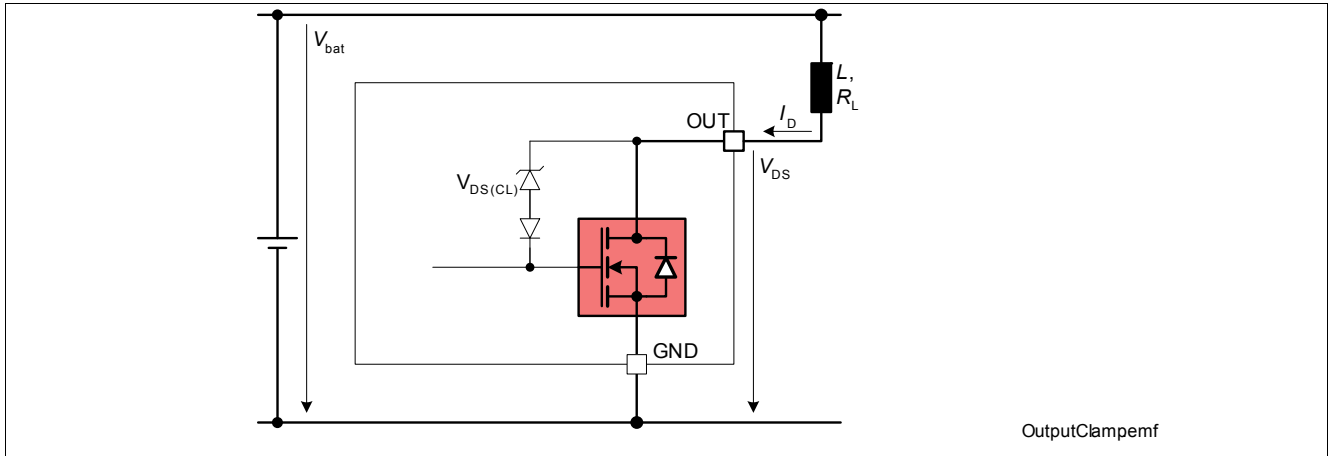 Vbat
L,
RL
OUT
ID
VDS
VDS(CL)
GND
OutputClampemf